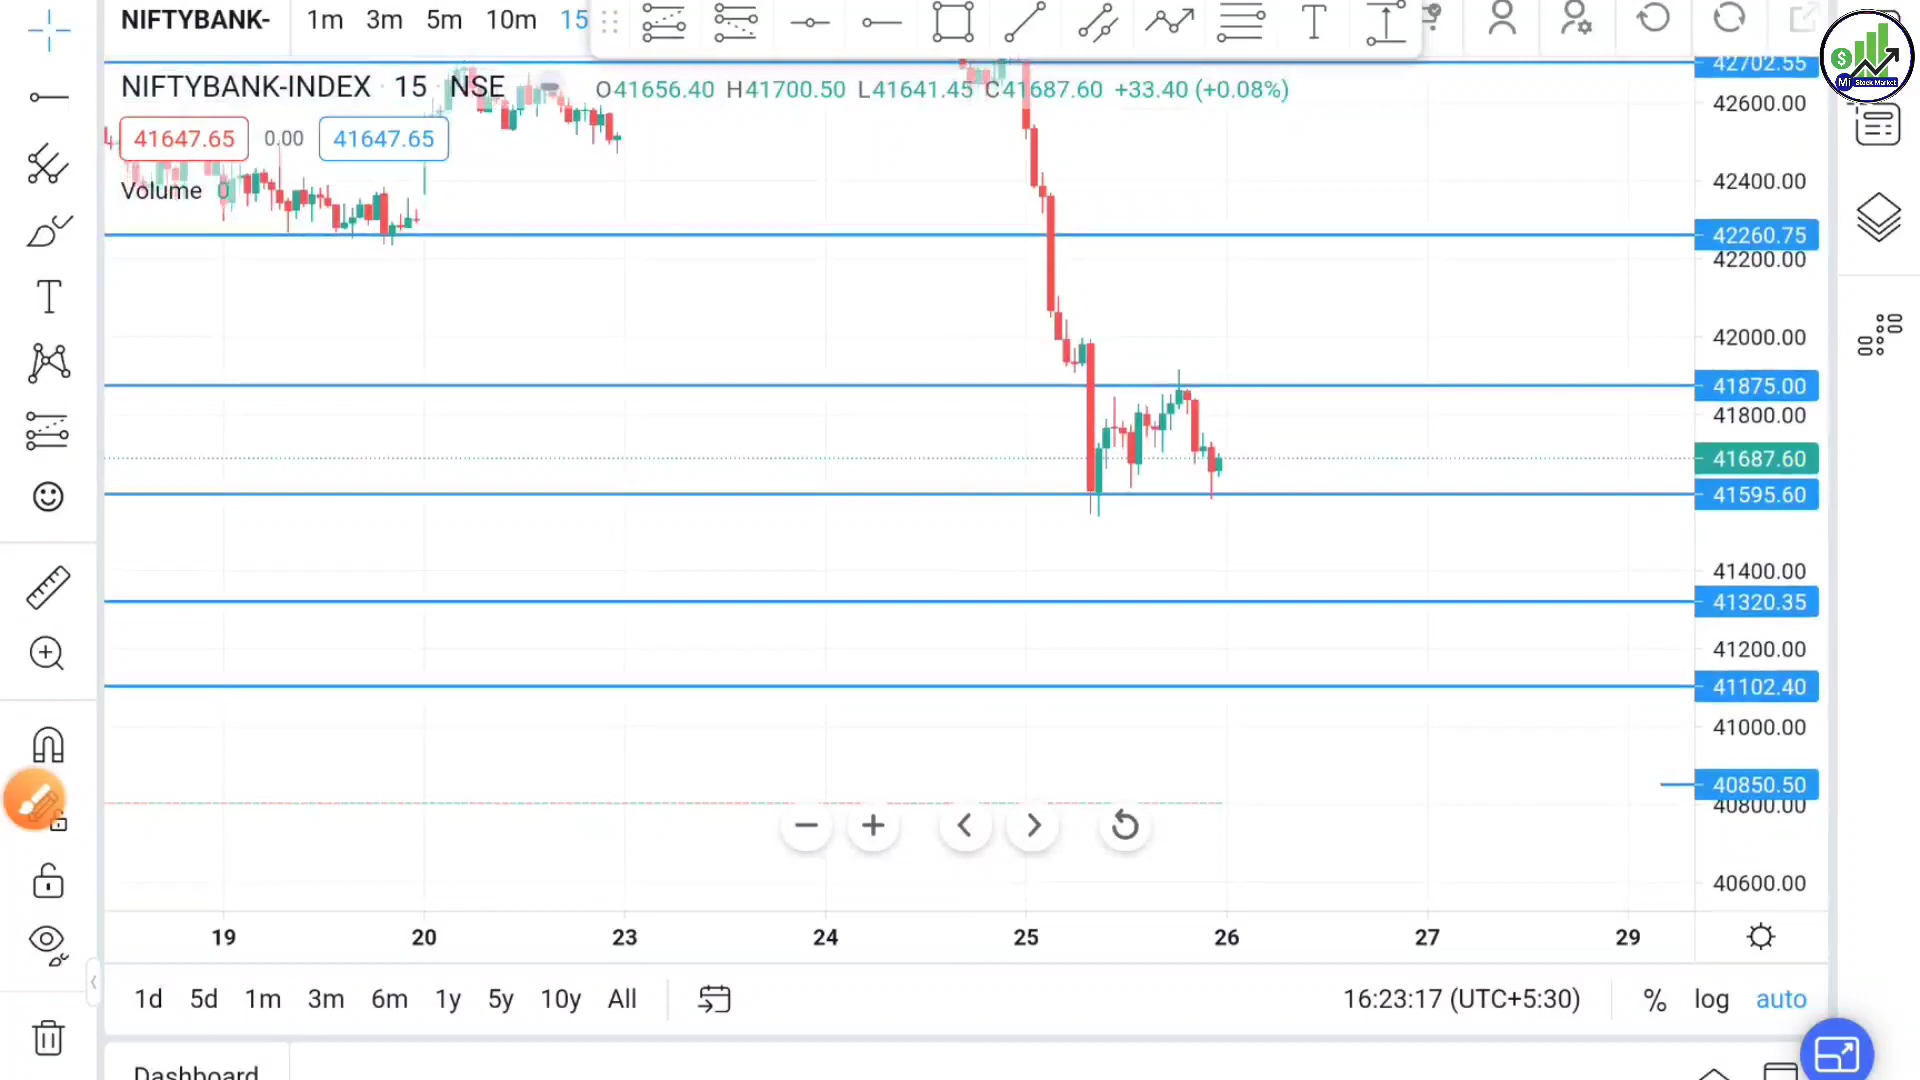 NIFTYBANK- 1m 3m 5m 10m 15
NIFTYBANK-INDEX · 15 · NSE O41656.40 H41700.50 L41641.45 C41687.60 +33.40 (+0.08%)
41647.65 0.00 41647.65
Volume 0
42702.55
42600.00
42400.00
42260.75
42200.00
42000.00
41875.00
41800.00
41687.60
41595.60
41400.00
41320.35
41200.00
41102.40
41000.00
40850.50
40800.00
40600.00
19 20 23 24 25 26 27 29
1d 5d 1m 3m 6m 1y 5y 10y All 16:23:17 (UTC+5:30) % log auto
Dashboard
$
Mi Stock Market